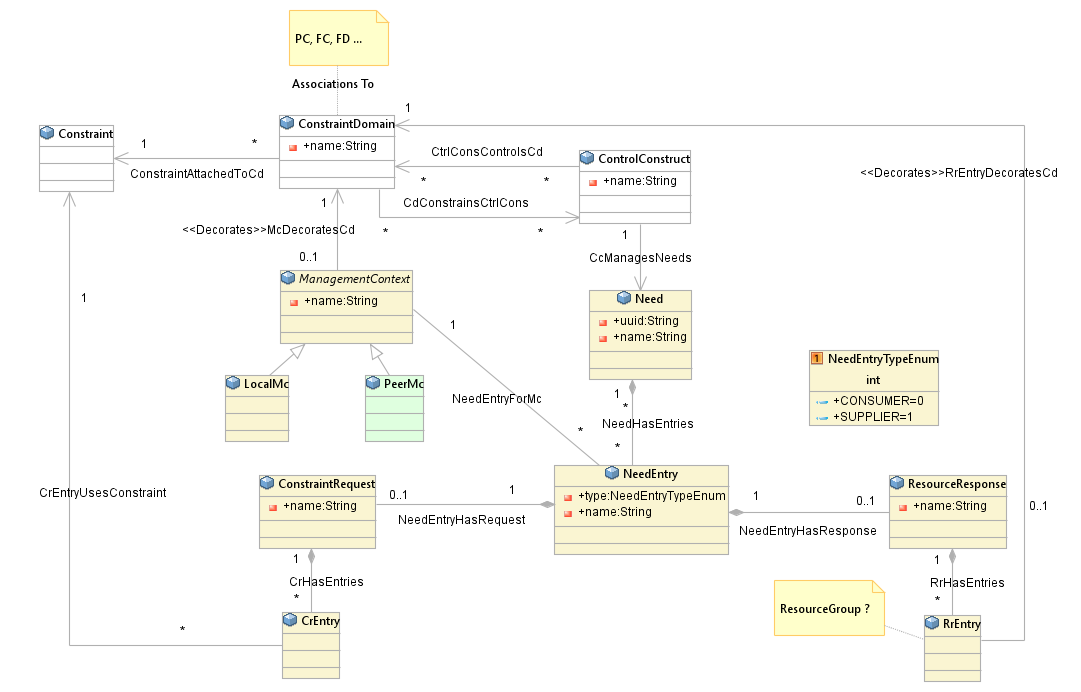 PC, FC, FD ...
Associations To
1
ConstraintDomain
+name:String
Constraint
1
*
ConstraintAttachedToCd
CtrlConsControlsCd
*
*
ControlConstruct
+name:String
<<Decorates>>RrEntryDecoratesCd
CdConstrainsCtrlCons
*
*
1
<<Decorates>>McDecoratesCd
0..1
1
CcManagesNeeds
ManagementContext
+name:String
Need
+uuid:String
+name:String
1
1
NeedEntryTypeEnum
int
+CONSUMER=0
+SUPPLIER=1
1
LocalMc
PeerMc
NeedEntryForMc
*
1
*
NeedHasEntries
*
CrEntryUsesConstraint
ConstraintRequest
+name:String
0..1
1
NeedEntryHasRequest
NeedEntry
+type:NeedEntryTypeEnum
+name:String
1
0..1
NeedEntryHasResponse
ResourceResponse
+name:String
0..1
1
CrHasEntries
*
1
RrHasEntries
*
ResourceGroup ?
CrEntry
RrEntry
*